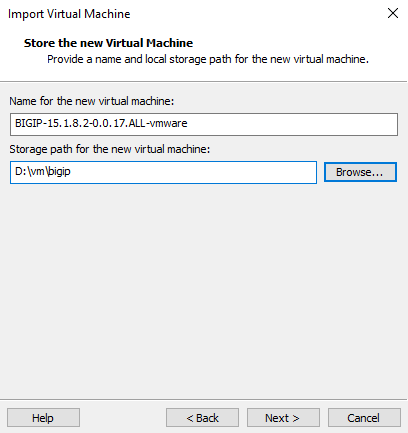 Import Virtual Machine
Store the new Virtual Machine
Provide a name and local storage path for the new virtual machine.
Name for the new virtual machine:
BIGIP-15.1.8.2-0.0.17.ALL-vmware
Storage path for the new virtual machine:
D:\vm\bigip
Browse...
Help
< Back
Next >
Cancel